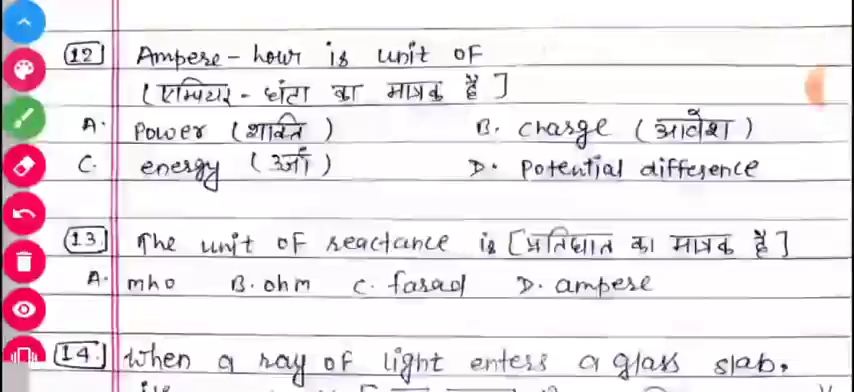 12 Ampere - hour is unit of
[एम्पियर - घंटा का मात्रक है]
A. Power (शक्ति) B. charge (आवेश)
C. energy (उर्जा) D. Potential difference
13. The unit of reactance is [प्रतिघात का मात्रक है]
A. mho B. ohm C. farad D. ampere
14. When a ray of light enters a glass slab,